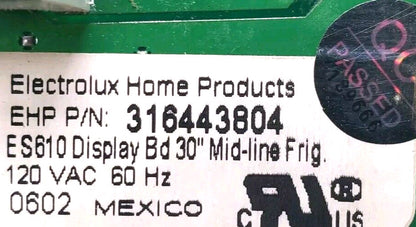 Electrolux Home Products
EHP P/N: 316443804
ES610 Display Bd 30" Mid-line Frig.
120 VAC 60 Hz
0602 MEXICO
C US
QC
PASSED